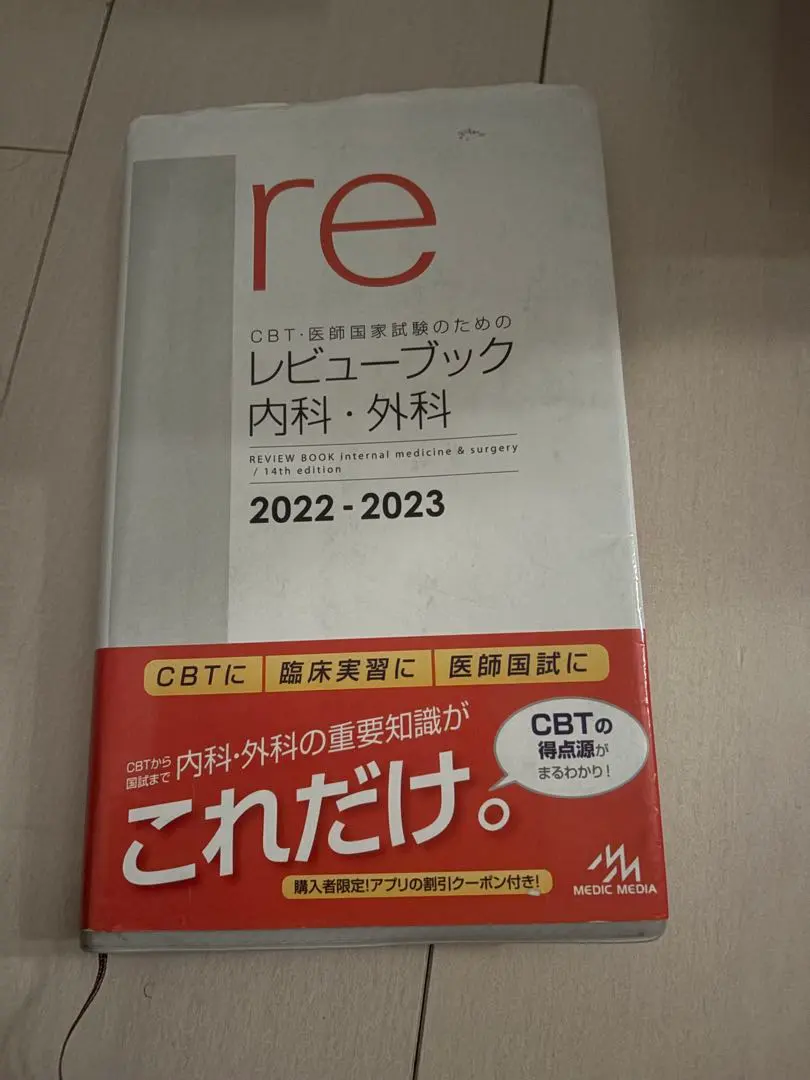 re
CBT・医師国家試験のための
レビューブック
内科・外科
REVIEW BOOK internal medicine & surgery
/ 14th edition
2022-2023
CBTに 臨床実習に 医師国試に
CBTから
国試まで
内科・外科の重要知識が
これだけ。
CBTの
得点源が
まるわかり!
購入者限定!アプリの割引クーポン付き!
MEDIC MEDIA